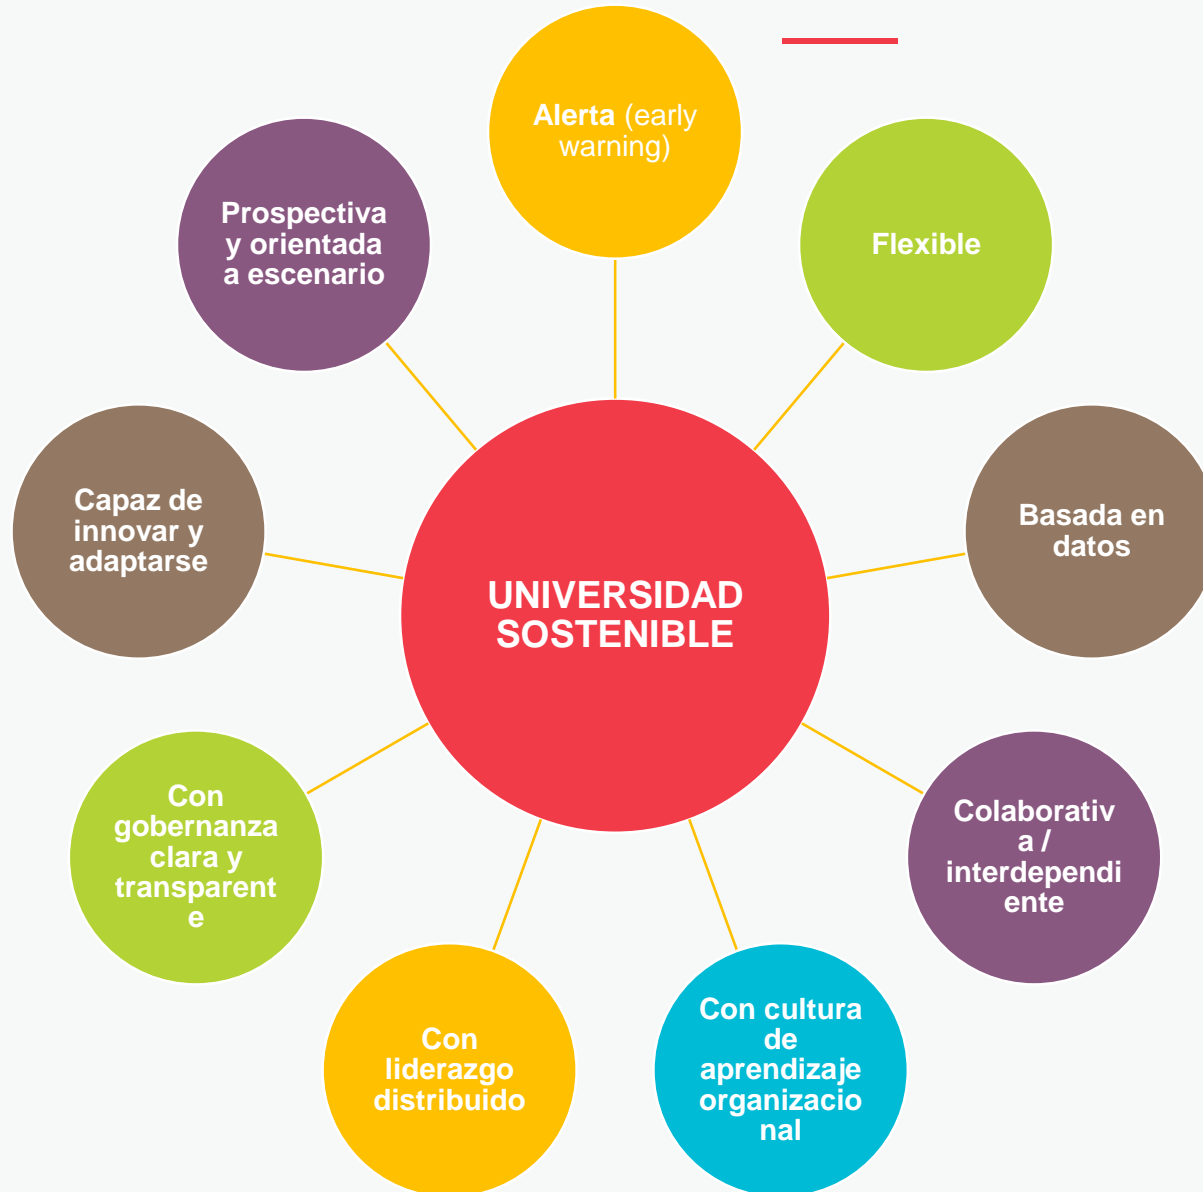 Alerta (early
warning)
Flexible
Basada en
datos
Colaborativ
a /
interdependi
ente
Con cultura
de
aprendizaje
organizacio
nal
Con
liderazgo
distribuido
Con
gobernanza
clara y
transparent
e
Capaz de
innovar y
adaptarse
Prospectiva
y orientada
a escenario
UNIVERSIDAD
SOSTENIBLE